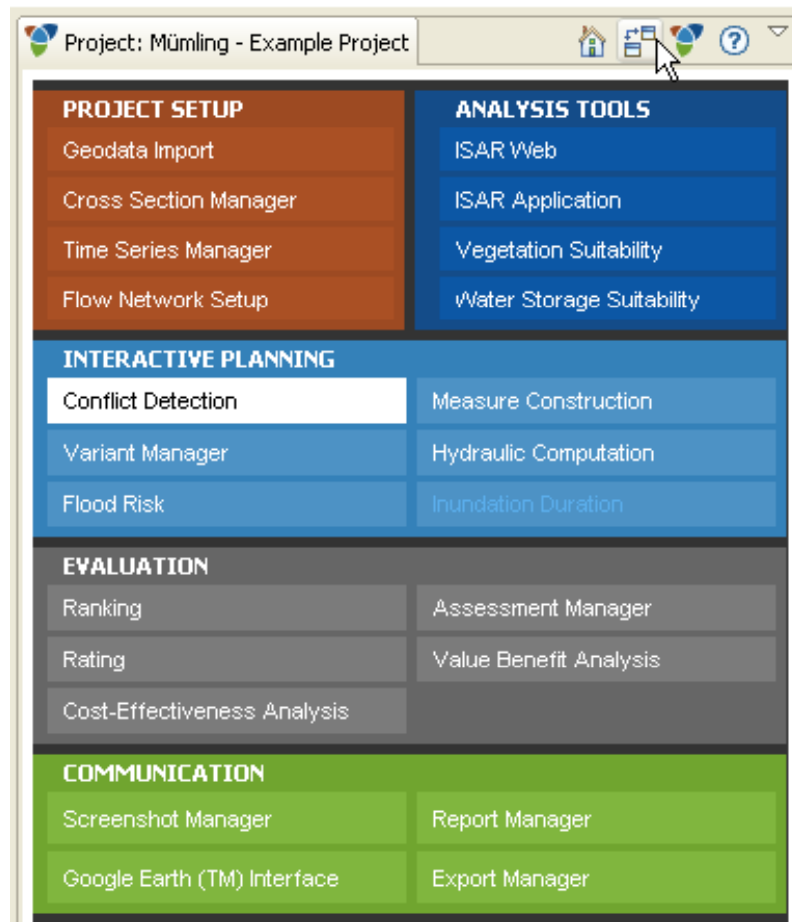 Project: Mümling - Example Project
PROJECT SETUP
Geodata Import
Cross Section Manager
Time Series Manager
Flow Network Setup
ANALYSIS TOOLS
ISAR Web
ISAR Application
Vegetation Suitability
Water Storage Suitability
INTERACTIVE PLANNING
Conflict Detection
Measure Construction
Variant Manager
Hydraulic Computation
Flood Risk
Inundation Duration
EVALUATION
Ranking
Assessment Manager
Rating
Value Benefit Analysis
Cost-Effectiveness Analysis
COMMUNICATION
Screenshot Manager
Report Manager
Google Earth (TM) Interface
Export Manager